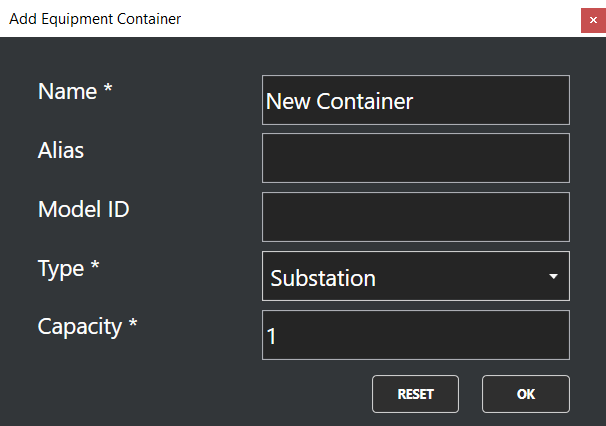 Add Equipment Container
Name * New Container
Alias
Model ID
Type * Substation
Capacity * 1
RESET OK